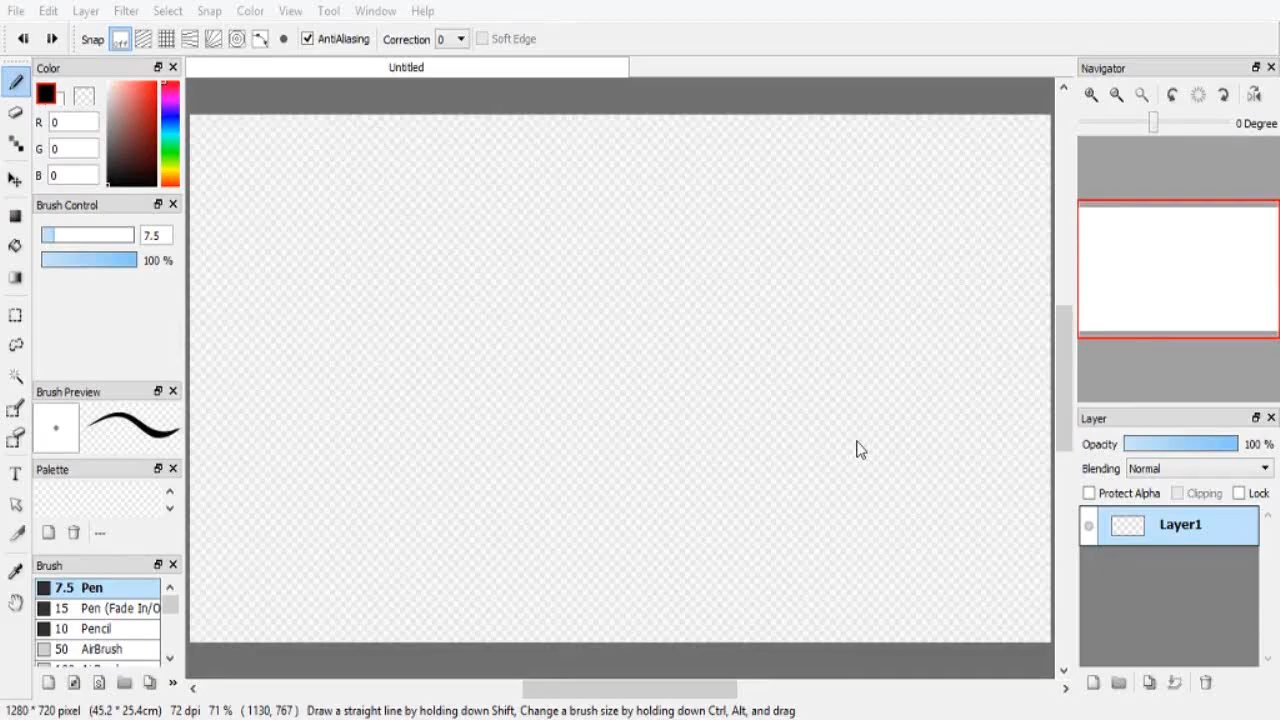 File Edit Layer Filter Select Snap Color View Tool Window Help
Snap off AntiAliasing Correction 0 Soft Edge
Color
Untitled
Navigator
R 0
G 0
B 0
0 Degree
Brush Control
7.5
100 %
Brush Preview
Layer
Opacity 100 %
Blending Normal
Palette
Protect Alpha Clipping Lock
Layer1
Brush
7.5 Pen
15 Pen (Fade In/O
10 Pencil
50 AirBrush
1280 * 720 pixel (45.2 * 25.4cm) 72 dpi 71 % ( 1130, 767 ) Draw a straight line by holding down Shift, Change a brush size by holding down Ctrl, Alt, and drag